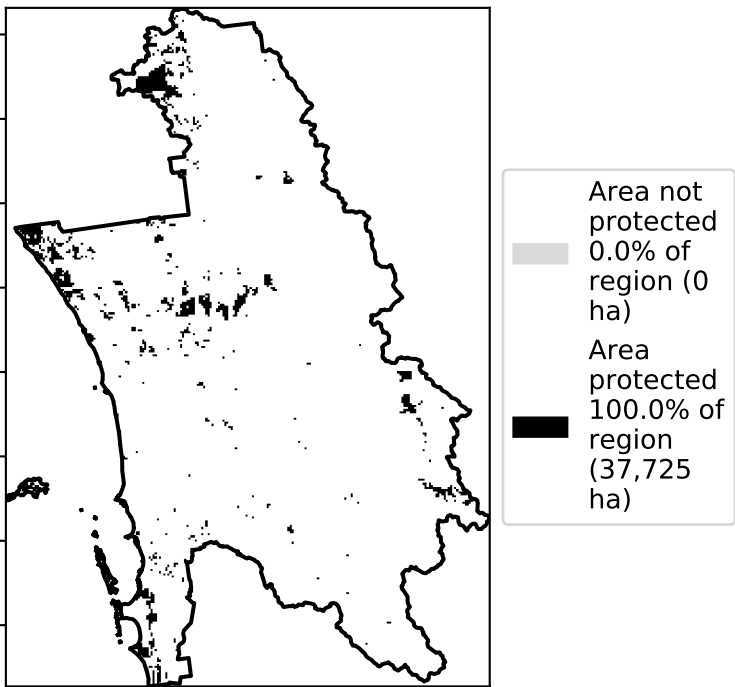 Area not
protected
0.0% of
region (0
ha)
Area
protected
100.0% of
region
(37,725
ha)